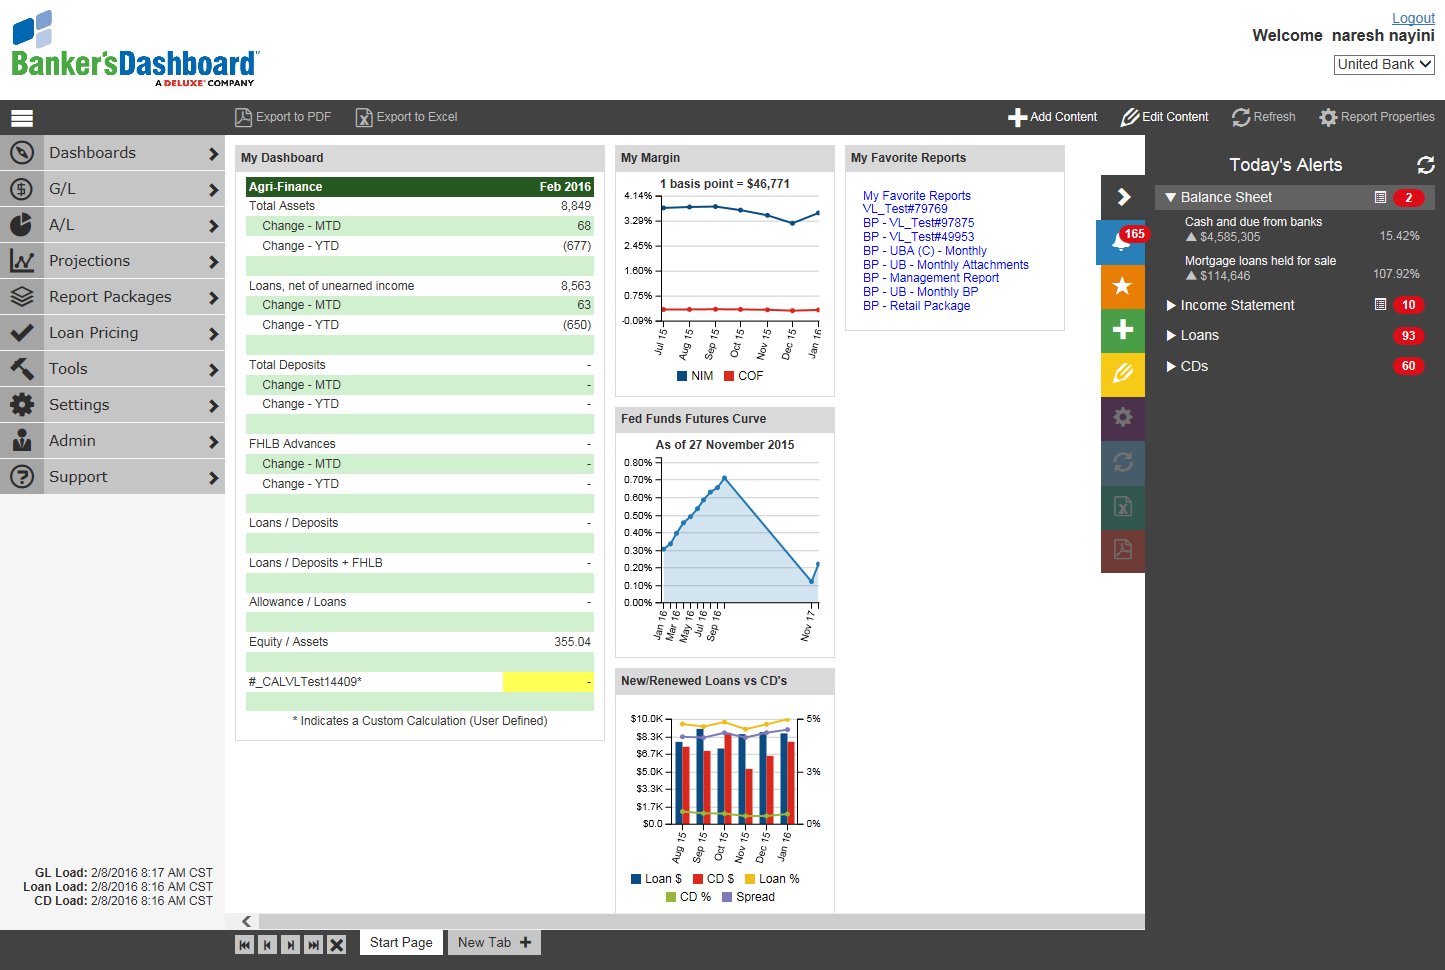 Logout
Welcome naresh nayini
United Bank
Banker'sDashboard
A DELUXE COMPANY
Export to PDF
Export to Excel
Add Content
Edit Content
Refresh
Report Properties
Dashboards
G/L
A/L
Projections
Report Packages
Loan Pricing
Tools
Settings
Admin
Support
GL Load: 2/8/2016 8:17 AM CST
Loan Load: 2/8/2016 8:16 AM CST
CD Load: 2/8/2016 8:16 AM CST
My Dashboard
Agri-Finance Feb 2016
Total Assets 8,849
Change - MTD 68
Change - YTD (677)
Loans, net of unearned income 8,563
Change - MTD 63
Change - YTD (650)
Total Deposits -
Change - MTD -
Change - YTD -
FHLB Advances -
Change - MTD -
Change - YTD -
Loans / Deposits -
Loans / Deposits + FHLB -
Allowance / Loans -
Equity / Assets 355.04
#_CALVLTest14409* -
* Indicates a Custom Calculation (User Defined)
My Margin
1 basis point = $46,771
4.14%
3.29%
2.45%
1.60%
0.75%
-0.09%
Jul 15 Aug 15 Sep 15 Oct 15 Nov 15 Dec 15 Jan 16
NIM COF
Fed Funds Futures Curve
As of 27 November 2015
0.80%
0.70%
0.60%
0.50%
0.40%
0.30%
0.20%
0.10%
0.00%
Jan 16 Mar 16 May 16 Jul 16 Sep 16 Nov 17
New/Renewed Loans vs CD's
$10.0K 5%
$8.3K
$6.7K
$5.0K 3%
$3.3K
$1.7K
$0.0 0%
Aug 15 Sep 15 Oct 15 Nov 15 Dec 15 Jan 16
Loan $ CD $ Loan %
CD % Spread
My Favorite Reports
My Favorite Reports
VL_Test#79769
BP - VL_Test#97875
BP - VL_Test#49953
BP - UBA (C) - Monthly
BP - UB - Monthly Attachments
BP - Management Report
BP - UB - Monthly BP
BP - Retail Package
165
Today's Alerts
Balance Sheet 2
Cash and due from banks
$4,585,305 15.42%
Mortgage loans held for sale
$114,646 107.92%
Income Statement 10
Loans 93
CDs 60
Start Page
New Tab